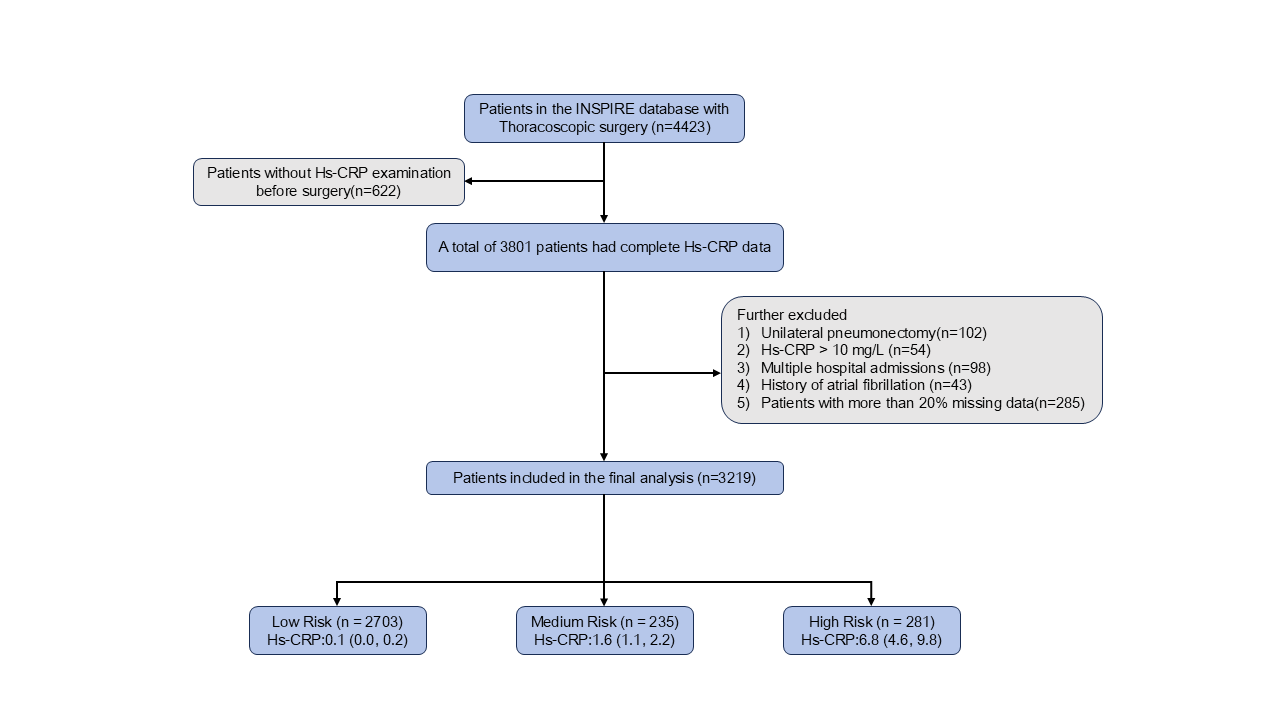 Patients in the INSPIRE database with
Thoracoscopic surgery (n=4423)
Patients without Hs-CRP examination
before surgery(n=622)
A total of 3801 patients had complete Hs-CRP data
Further excluded
1) Unilateral pneumonectomy(n=102)
2) Hs-CRP > 10 mg/L (n=54)
3) Multiple hospital admissions (n=98)
4) History of atrial fibrillation (n=43)
5) Patients with more than 20% missing data(n=285)
Patients included in the final analysis (n=3219)
Low Risk (n = 2703)
Hs-CRP:0.1 (0.0, 0.2)
Medium Risk (n = 235)
Hs-CRP:1.6 (1.1, 2.2)
High Risk (n = 281)
Hs-CRP:6.8 (4.6, 9.8)